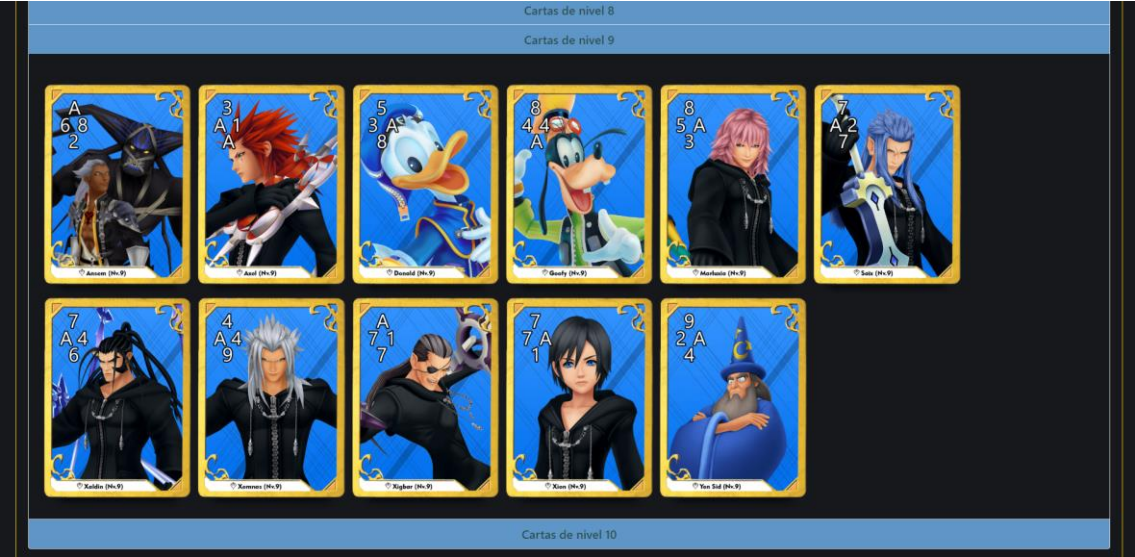 Cartas de nivel 8
Cartas de nivel 9
A
6 8
2
Ansem (Nv.9)
3
A 1
A
Axel (Nv.9)
5
3 A
8
Donald (Nv.9)
8
4 4
A
Goofy (Nv.9)
8
5 A
3
Marluxia (Nv.9)
7
A 2
7
Saix (Nv.9)
7
A 4
6
Xaldin (Nv.9)
4
A 4
9
Xemnas (Nv.9)
A
7 1
7
Xigbar (Nv.9)
7
7 A
1
Xion (Nv.9)
9
2 A
4
Yen Sid (Nv.9)
Cartas de nivel 10